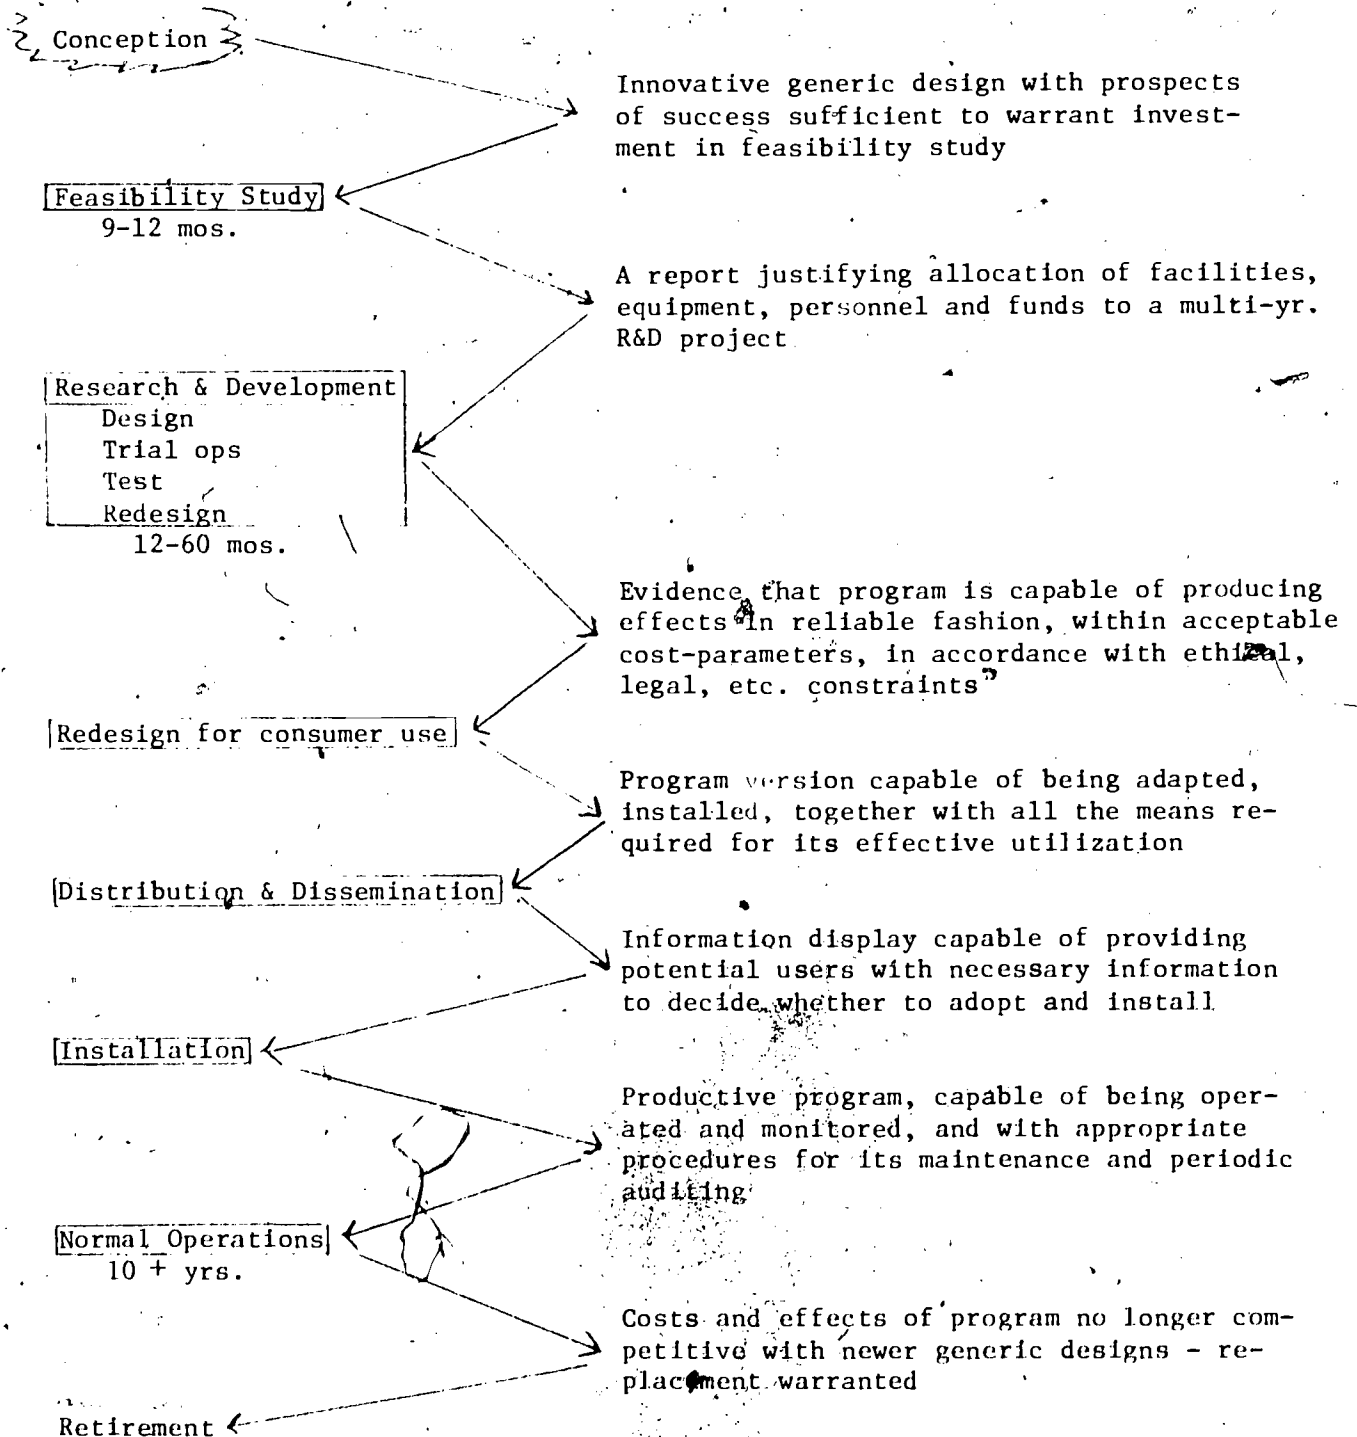 Conception
Innovative generic design with prospects
of success sufficient to warrant invest-
ment in feasibility study
Feasibility Study
9-12 mos.
A report justifying allocation of facilities,
equipment, personnel and funds to a multi-yr.
R&D project
Research & Development
Design
Trial ops
Test
Redesign
12-60 mos.
Evidence that program is capable of producing
effects "in reliable fashion, within acceptable
cost-parameters, in accordance with ethical,
legal, etc. constraints"
Redesign for consumer use
Program version capable of being adapted,
installed, together with all the means re-
quired for its effective utilization
Distribution & Dissemination
Information display capable of providing
potential users with necessary information
to decide whether to adopt and install
Installation
Productive program, capable of being oper-
ated and monitored, and with appropriate
procedures for its maintenance and periodic
auditing
Normal Operations
10 + yrs.
Costs and effects of program no longer com-
petitive with newer generic designs - re-
placement warranted
Retirement